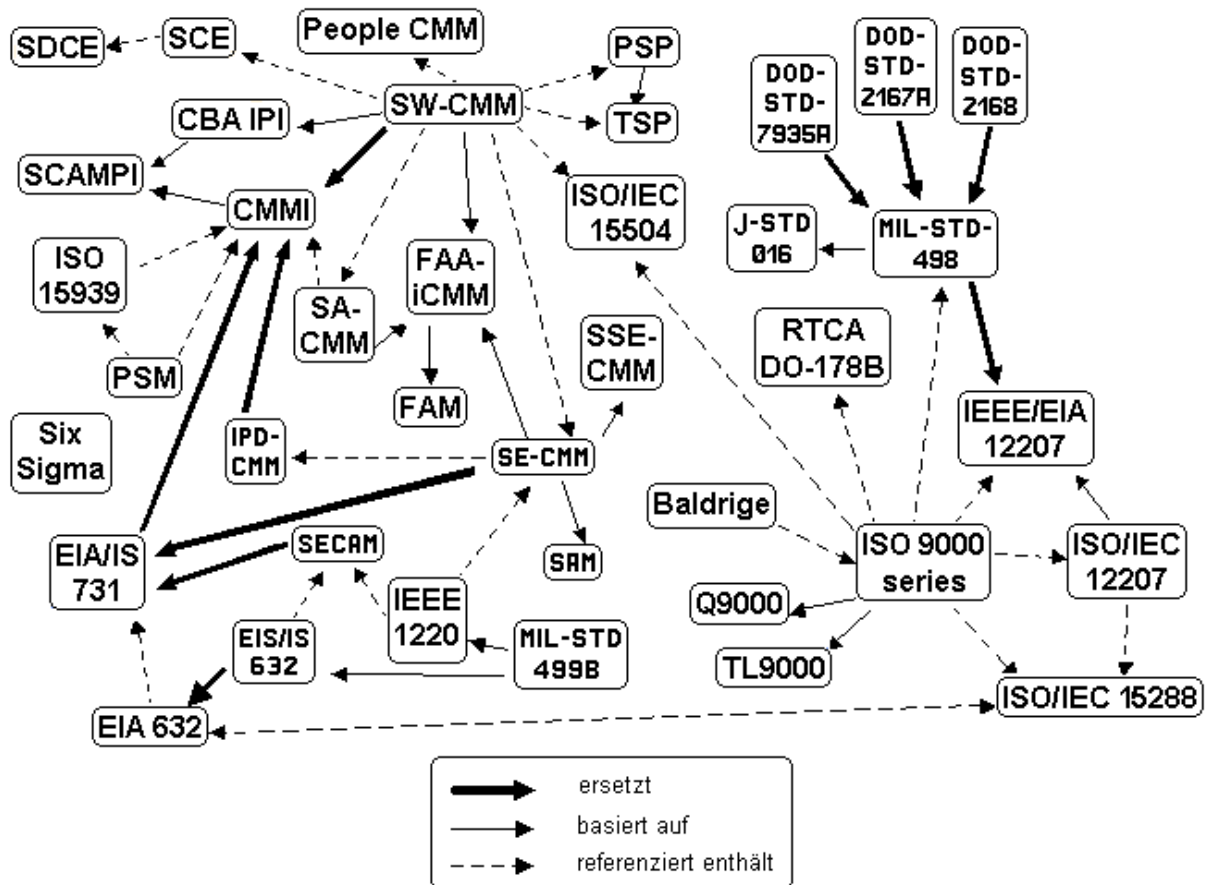 People CMM
SDCE
SCE
PSP
SW-CMM
TSP
CBA IPI
SCAMPI
CMMI
ISO/IEC
15504
ISO
15939
FAA-
iCMM
SA-
CMM
SSE-
CMM
PSM
FAM
Six
Sigma
IPD-
CMM
SE-CMM
EIA/IS
731
SECAM
SAM
IEEE
1220
EIS/IS
632
MIL-STD
499B
EIA 632
DOD-
STD-
7935A
DOD-
STD-
2167A
DOD-
STD-
2168
J-STD
016
MIL-STD-
498
RTCA
DO-178B
IEEE/EIA
12207
Baldrige
ISO 9000
series
ISO/IEC
12207
Q9000
TL9000
ISO/IEC 15288
ersetzt
basiert auf
referenziert enthält